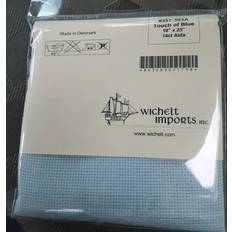 Touch of Blue
18" x 25"
14ct Aida
Made in Denmark
Wichelt
Imports, inc.
www.wichelt.com